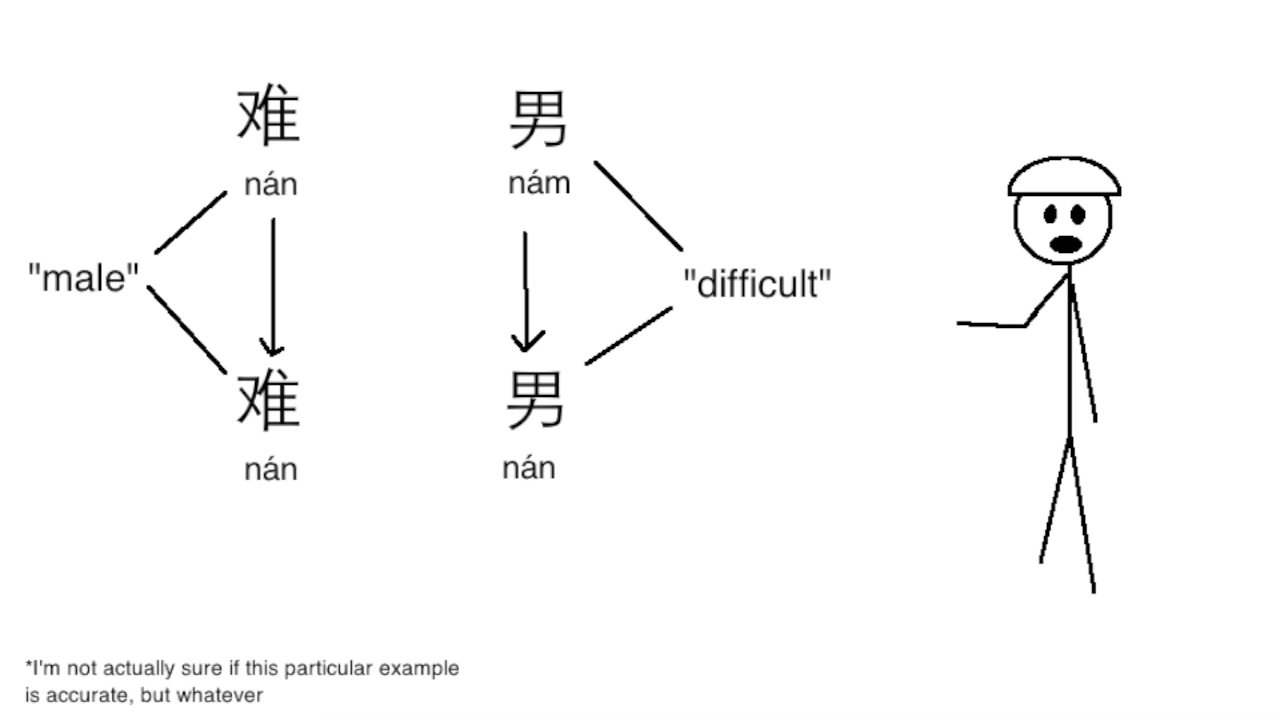 难 男
nán nám
"male" "difficult"
难 男
nán nán
*I'm not actually sure if this particular example
is accurate, but whatever